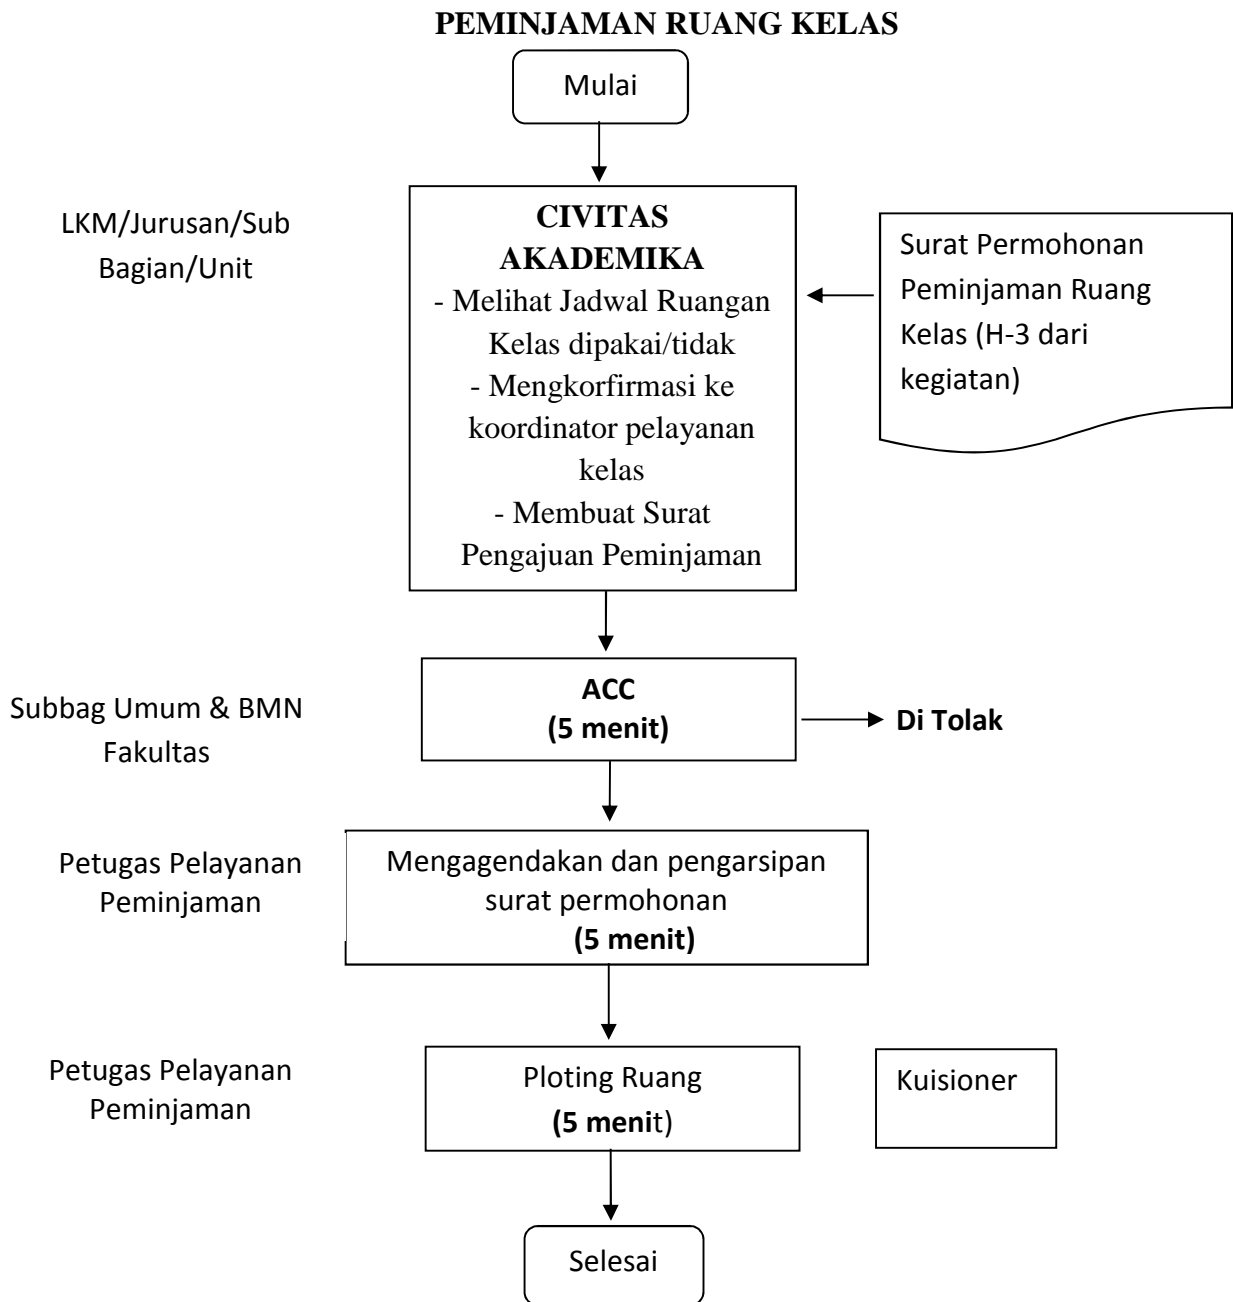 PEMINJAMAN RUANG KELAS
Mulai
LKM/Jurusan/Sub
Bagian/Unit
CIVITAS
AKADEMIKA
- Melihat Jadwal Ruangan
Kelas dipakai/tidak
- Mengkorfirmasi ke
koordinator pelayanan
kelas
- Membuat Surat
Pengajuan Peminjaman
Surat Permohonan
Peminjaman Ruang
Kelas (H-3 dari
kegiatan)
Subbag Umum & BMN
Fakultas
ACC
(5 menit)
Di Tolak
Petugas Pelayanan
Peminjaman
Mengagendakan dan pengarsipan
surat permohonan
(5 menit)
Petugas Pelayanan
Peminjaman
Ploting Ruang
(5 menit)
Kuisioner
Selesai